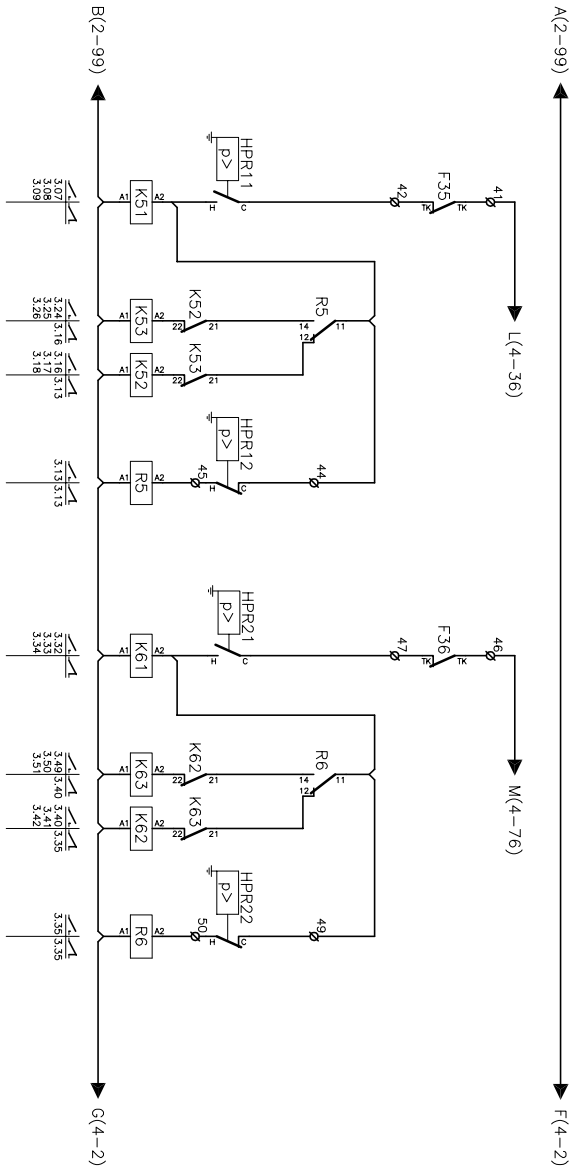 A(2-99)
F(4-2)
L(4-36)
M(4-76)
41
46
F35
TK
TK
F36
TK
TK
42
47
R5
11
14
12
44
R6
11
14
12
49
HPR11
p>
C
H
K52
21
22
K53
21
22
HPR12
p>
C
H
45
HPR21
p>
C
H
K62
21
22
K63
21
22
HPR22
p>
C
H
50
A2
K51
A1
A2
K53
A1
A2
K52
A1
A2
R5
A1
A2
K61
A1
A2
K63
A1
A2
K62
A1
A2
R6
A1
B(2-99)
G(4-2)
3.07
3.08
3.09
3.24 3.16
3.25
3.26
3.16 3.13
3.17
3.18
3.13 3.13
3.32
3.33
3.34
3.49 3.40
3.50
3.51
3.40 3.35
3.41
3.42
3.35 3.35